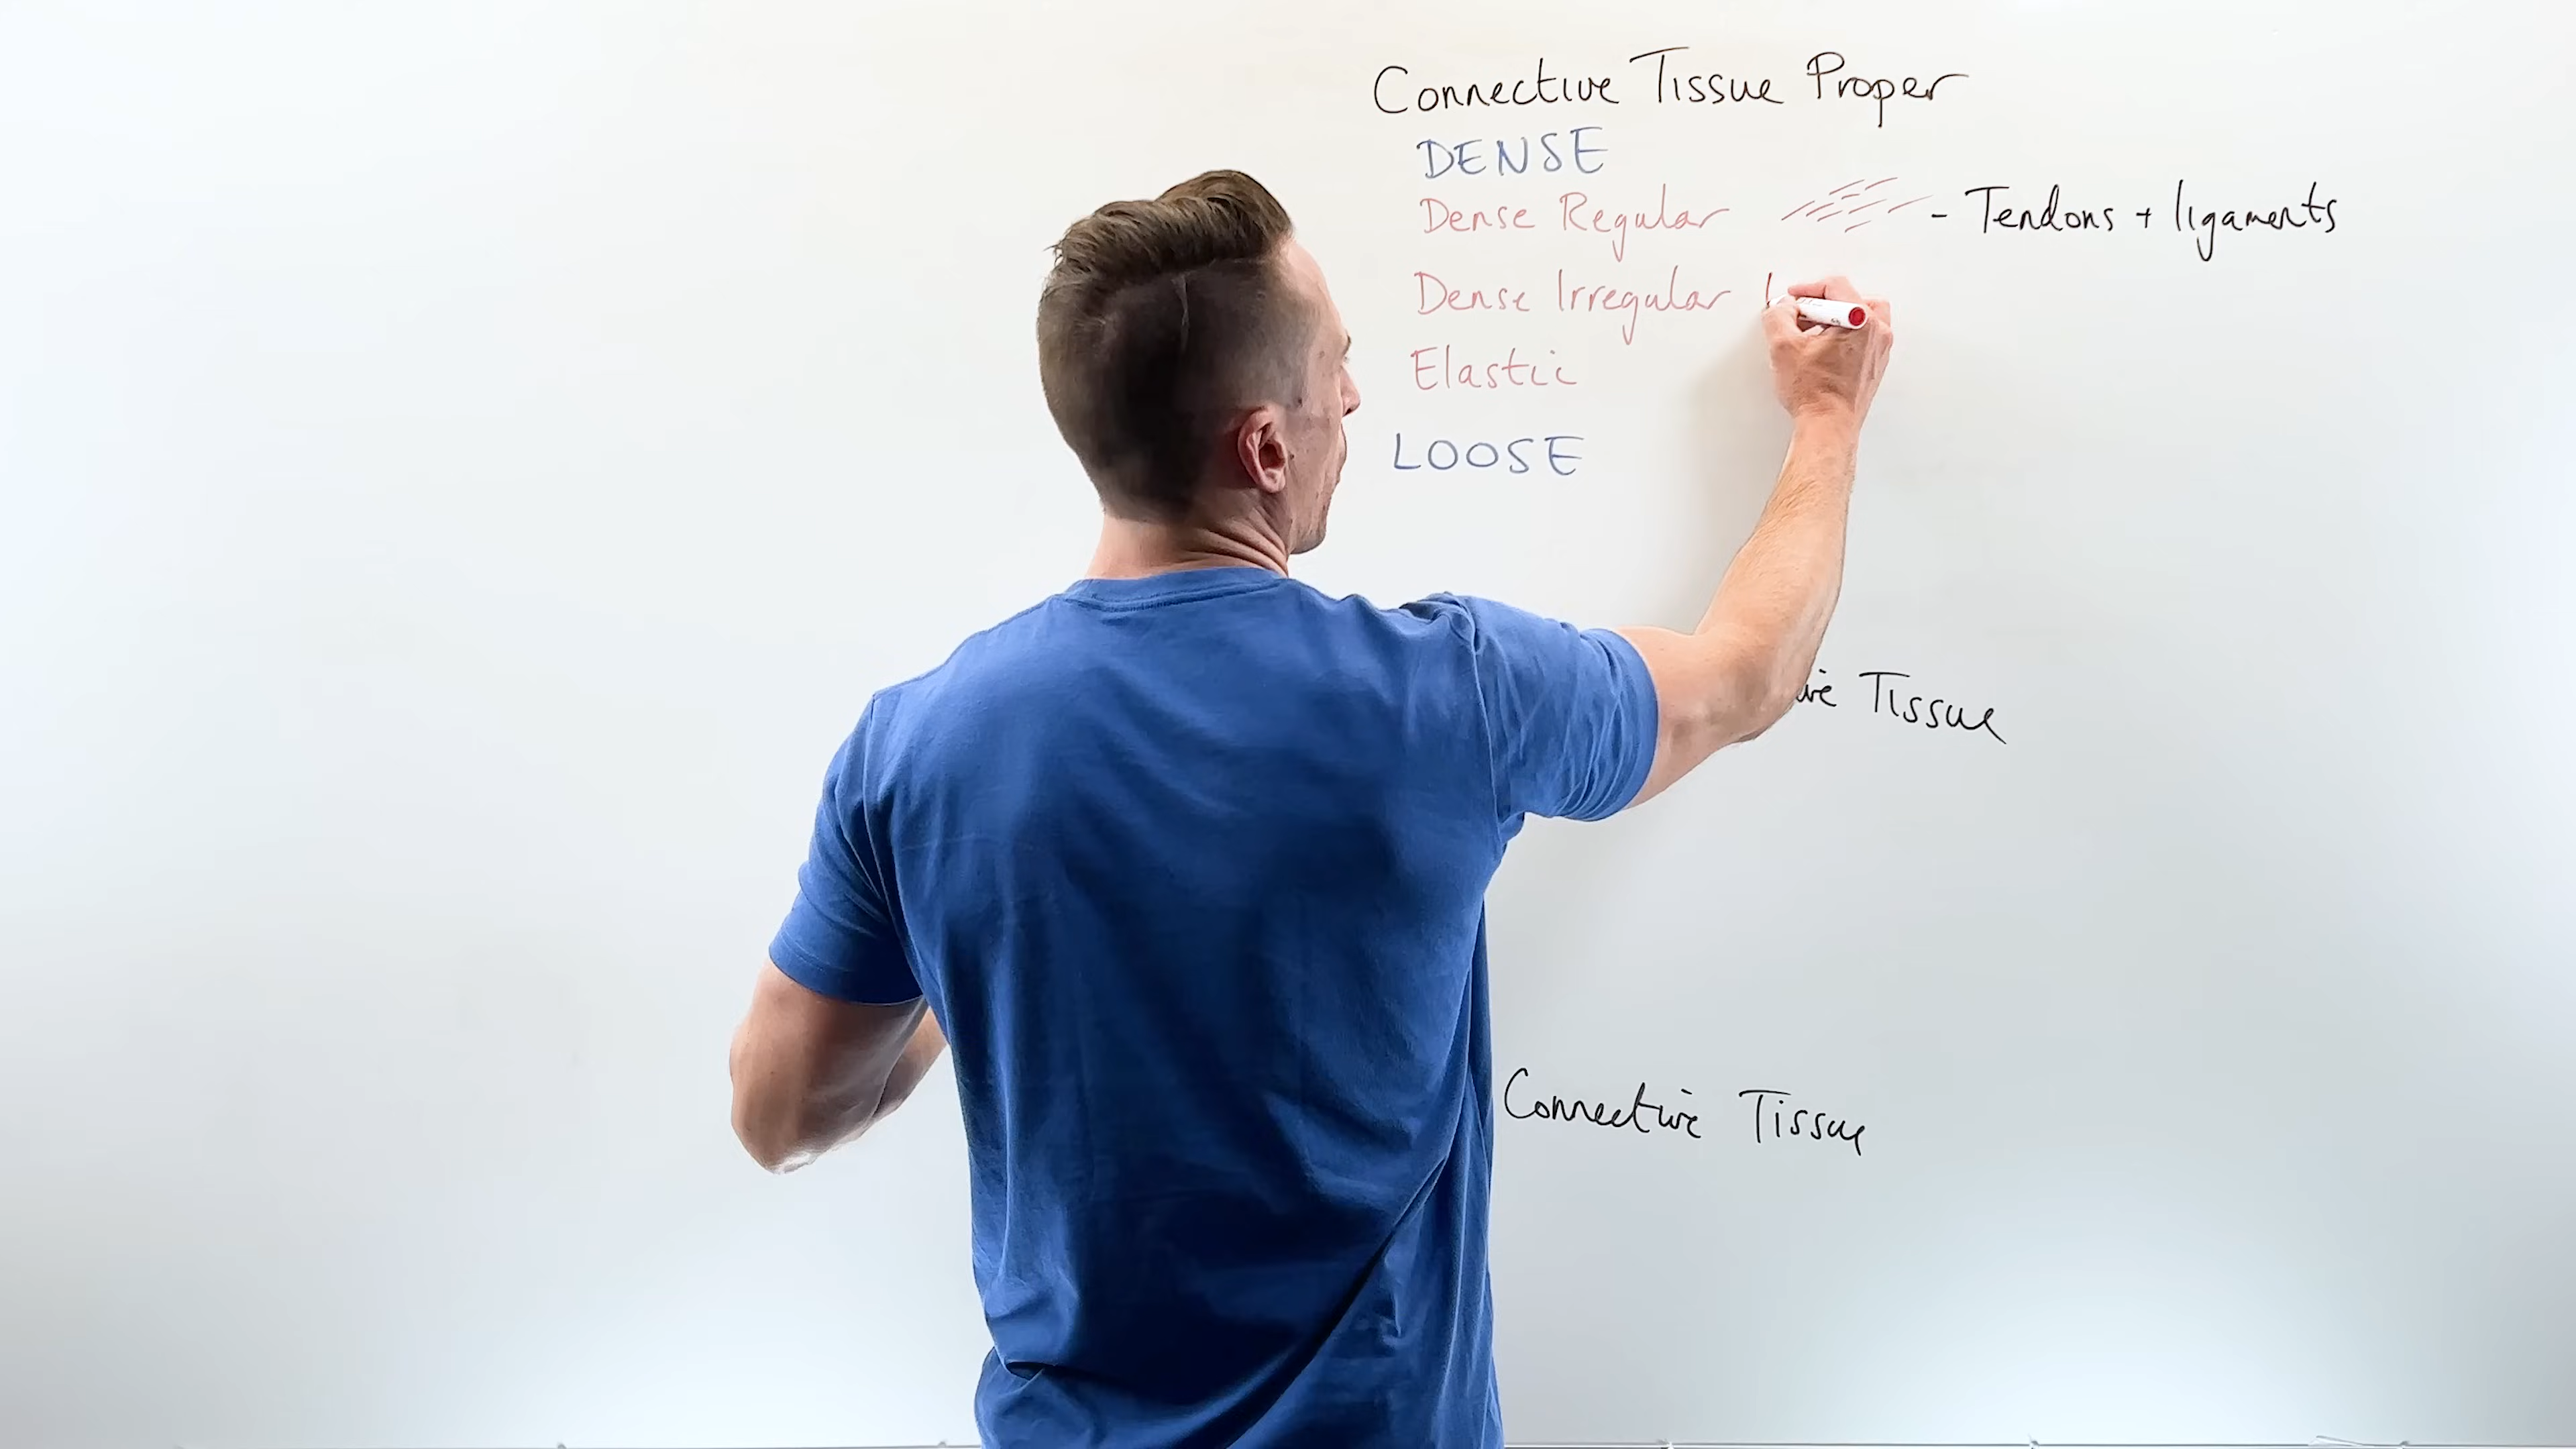 Connective Tissue Proper
DENSE
Dense Regular - Tendons + ligaments
Dense Irregular
Elastic
LOOSE
Tissue
Connective Tissue